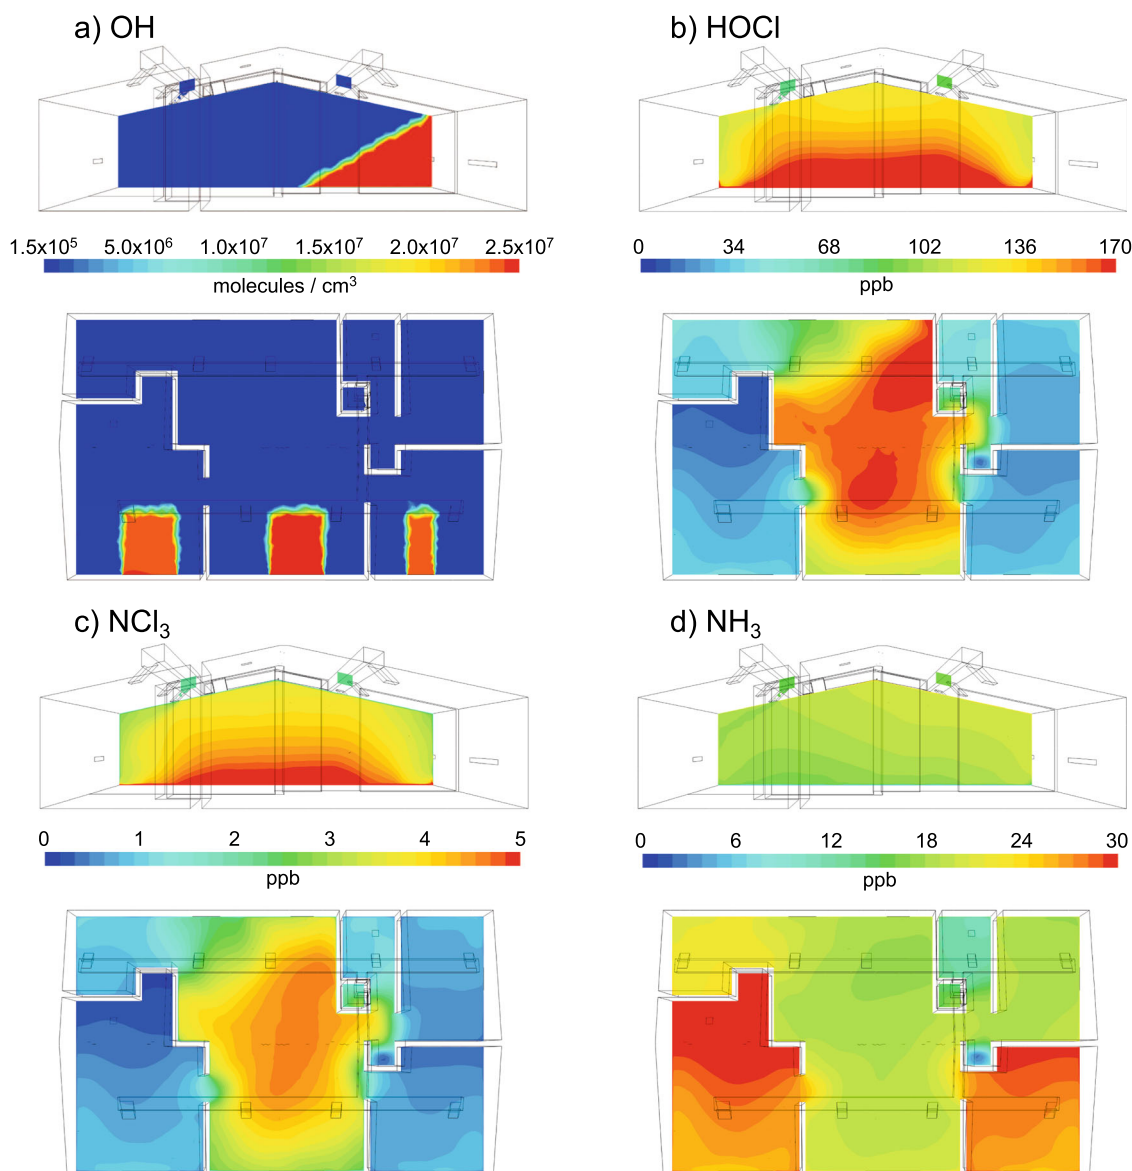 a) OH
b) HOCl
1.5x10⁵ 5.0x10⁶ 1.0x10⁷ 1.5x10⁷ 2.0x10⁷ 2.5x10⁷
molecules / cm³
0 34 68 102 136 170
ppb
c) NCl₃
d) NH₃
0 1 2 3 4 5
ppb
0 6 12 18 24 30
ppb